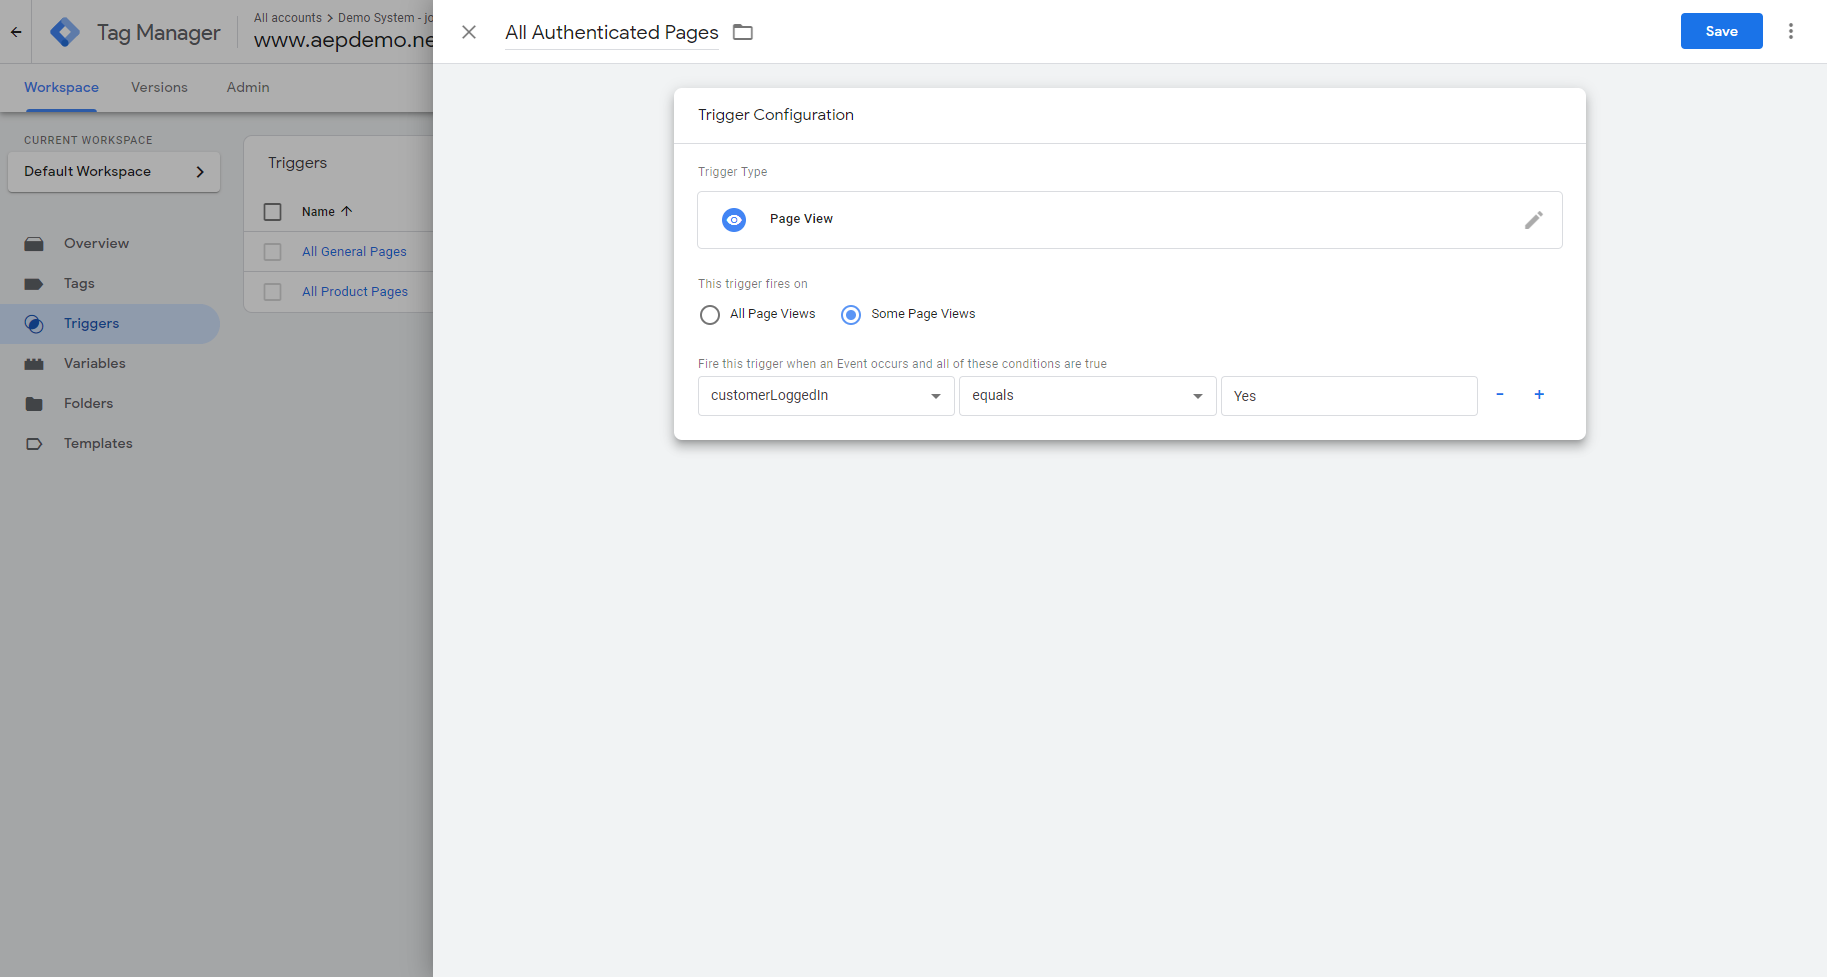 Tag Manager
All accounts > Demo System - jo
www.aepdemo.ne
All Authenticated Pages
Save
Workspace
Versions
Admin
CURRENT WORKSPACE
Default Workspace
Overview
Tags
Triggers
Variables
Folders
Templates
Triggers
Name
All General Pages
All Product Pages
Trigger Configuration
Trigger Type
Page View
This trigger fires on
All Page Views
Some Page Views
Fire this trigger when an Event occurs and all of these conditions are true
customerLoggedIn
equals
Yes
- +